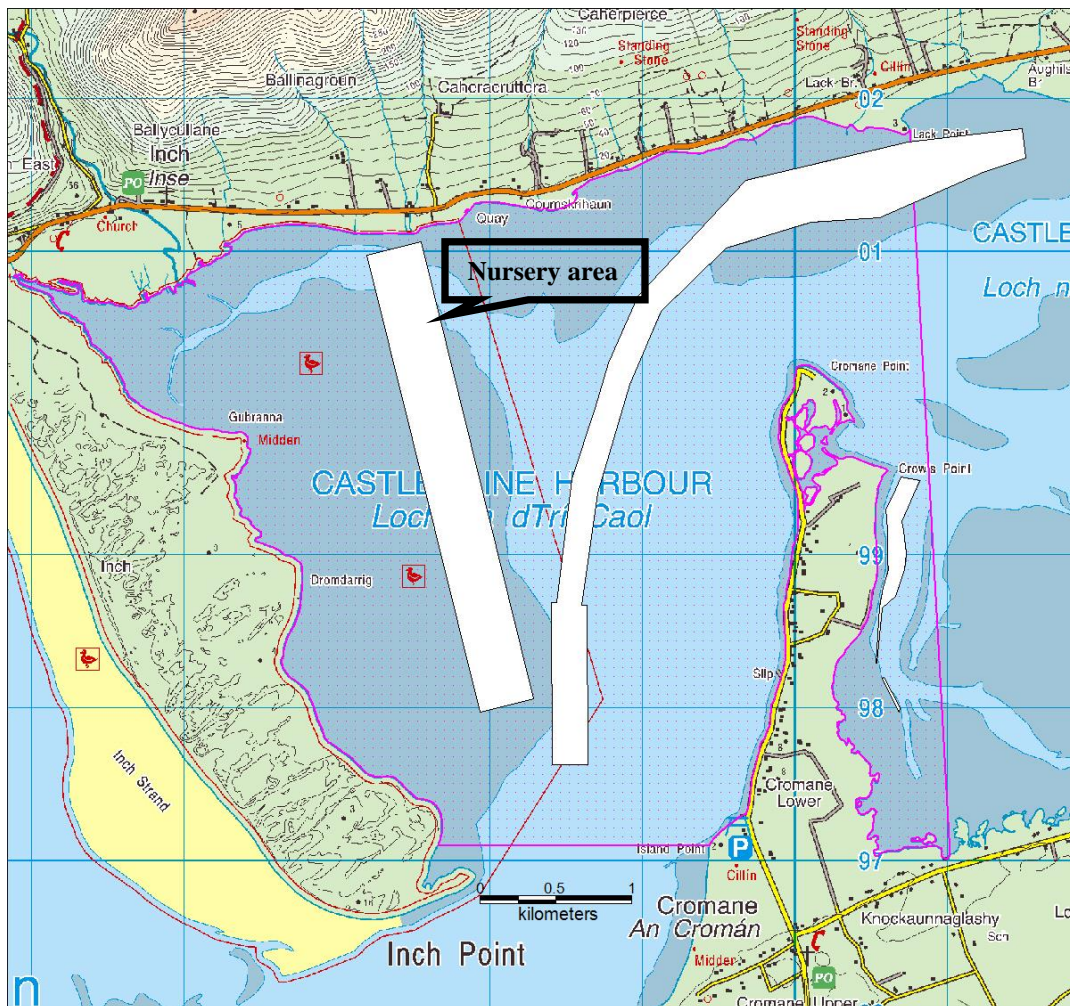 Caherpierce
Standing
Stone
Standing
Stone
Cillin
Ballinagroun
Caheracruttera
Lack Br.
Aughils
Br
02
Ballycullane
Inch
Inse
East
PO
Lack Point
Church
Quay
Coumskrihaun
01
CASTLE
Loch n
Nursery area
Cromane Point
Gubranna
Midden
Crow's Point
CASTLE INE HARBOUR
Loch n dTrí Caol
Inch
99
Dromdarrig
Slip
98
Inch Strand
Cromane
Lower
Island Point
P
97
Cillin
0 0.5 1
kilometers
Cromane
An Cromán
Knockaunnaglashy
Lo
Sch
Inch Point
Midden
PO
Cromane Upper
n